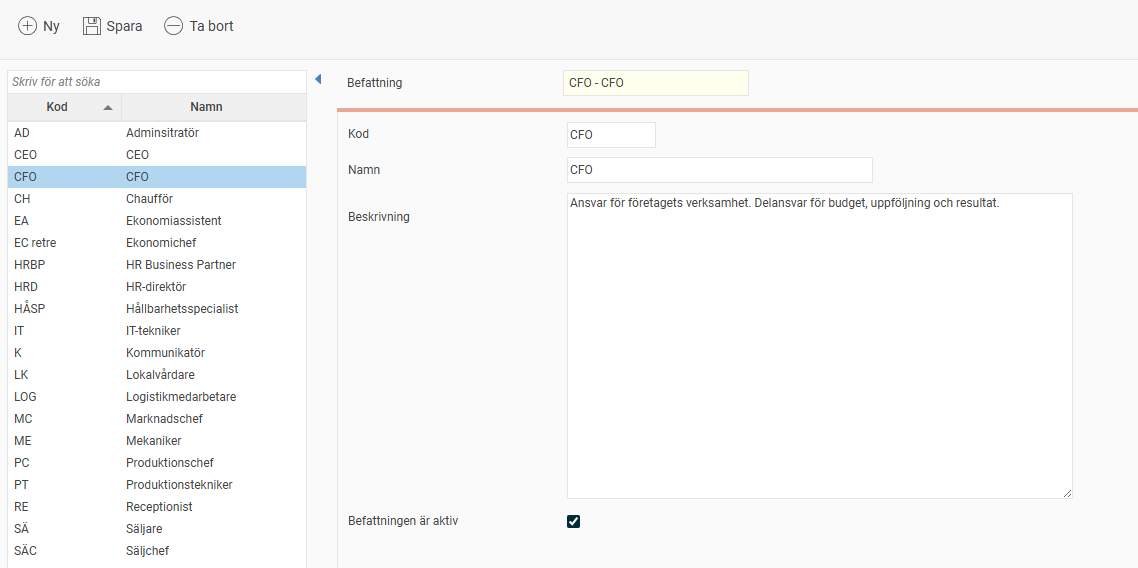 Ny Spara Ta bort
Skriv för att söka
Kod Namn
AD Adminsitratör
CEO CEO
CFO CFO
CH Chaufför
EA Ekonomiassistent
EC retre Ekonomichef
HRBP HR Business Partner
HRD HR-direktör
HÅSP Hållbarhetsspecialist
IT IT-tekniker
K Kommunikatör
LK Lokalvårdare
LOG Logistikmedarbetare
MC Marknadschef
ME Mekaniker
PC Produktionschef
PT Produktionstekniker
RE Receptionist
SÄ Säljare
SÄC Säljchef
Befattning CFO - CFO
Kod CFO
Namn CFO
Beskrivning Ansvar för företagets verksamhet. Delansvar för budget, uppföljning och resultat.
Befattningen är aktiv